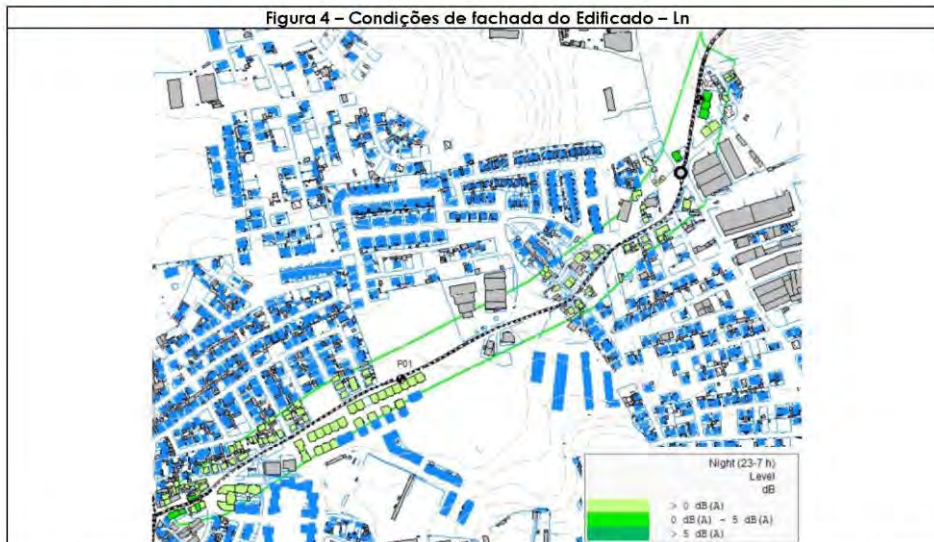 Figura 4 – Condições de fachada do Edificado – Ln
P01
Night (23-7 h)
Level
dB
> 0 dB(A)
0 dB(A) - 5 dB(A)
> 5 dB(A)